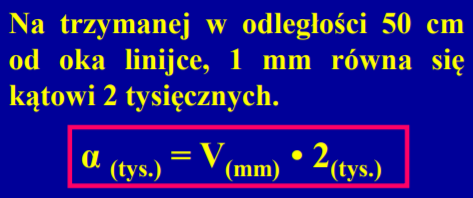 Na trzymanej w odległości 50 cm
od oka linijce, 1 mm równa się
kątowi 2 tysięcznych.
α (tys.) = V(mm) • 2(tys.)